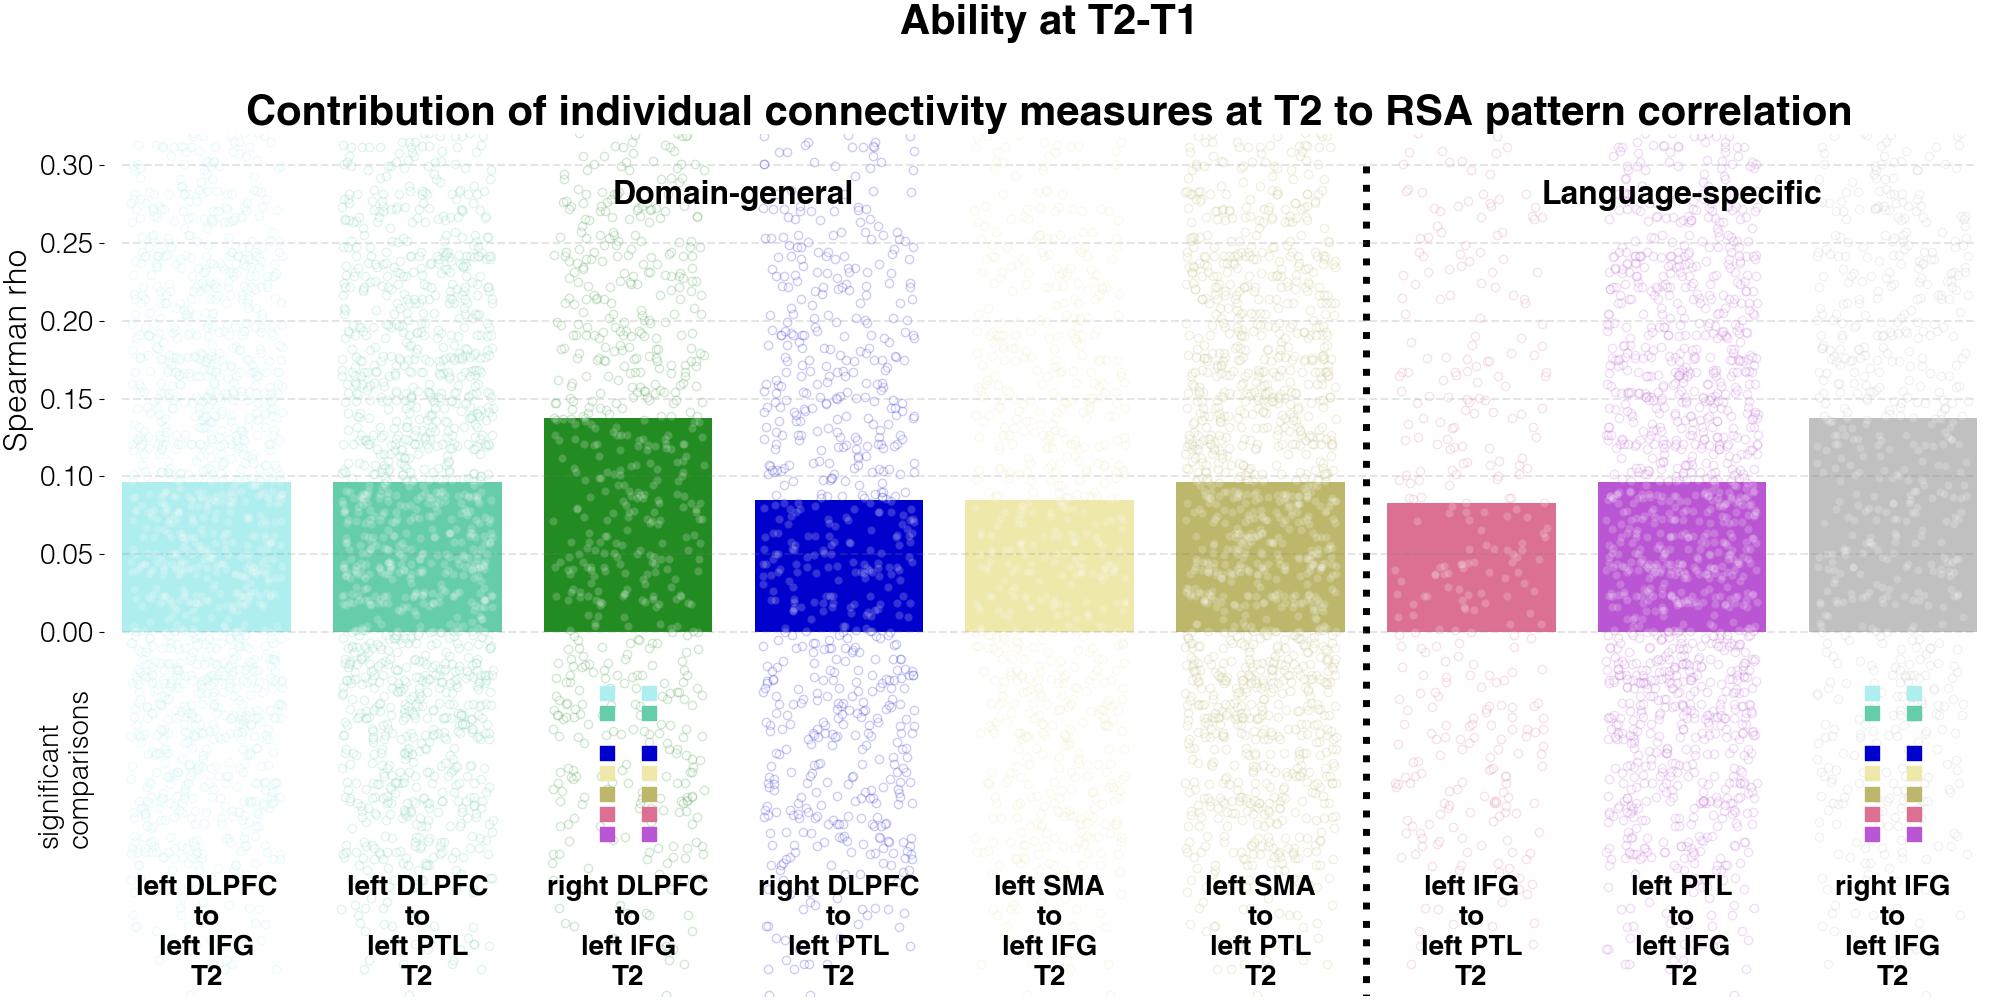 Ability at T2-T1
Contribution of individual connectivity measures at T2 to RSA pattern correlation
Domain-general
Language-specific
Spearman rho
0.30
0.25
0.20
0.15
0.10
0.05
0.00
significant
comparisons
left DLPFC
to
left IFG
T2
left DLPFC
to
left PTL
T2
right DLPFC
to
left IFG
T2
right DLPFC
to
left PTL
T2
left SMA
to
left IFG
T2
left SMA
to
left PTL
T2
left IFG
to
left PTL
T2
left PTL
to
left IFG
T2
right IFG
to
left IFG
T2